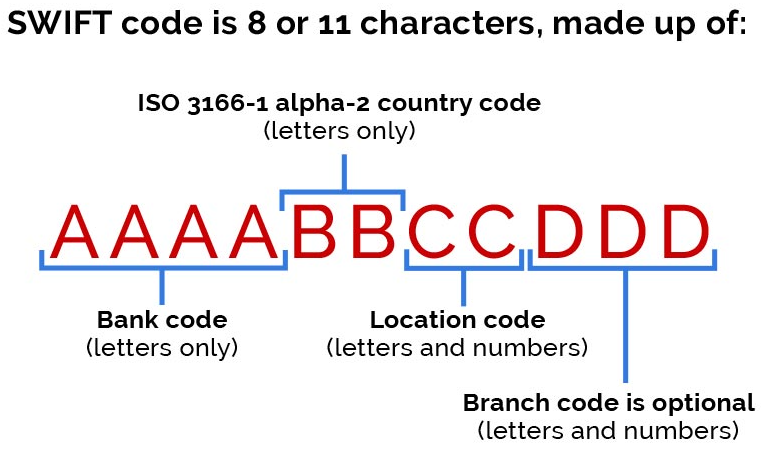 SWIFT code is 8 or 11 characters, made up of:
ISO 3166-1 alpha-2 country code
(letters only)
AAAABBCCDDD
Bank code
(letters only)
Location code
(letters and numbers)
Branch code is optional
(letters and numbers)